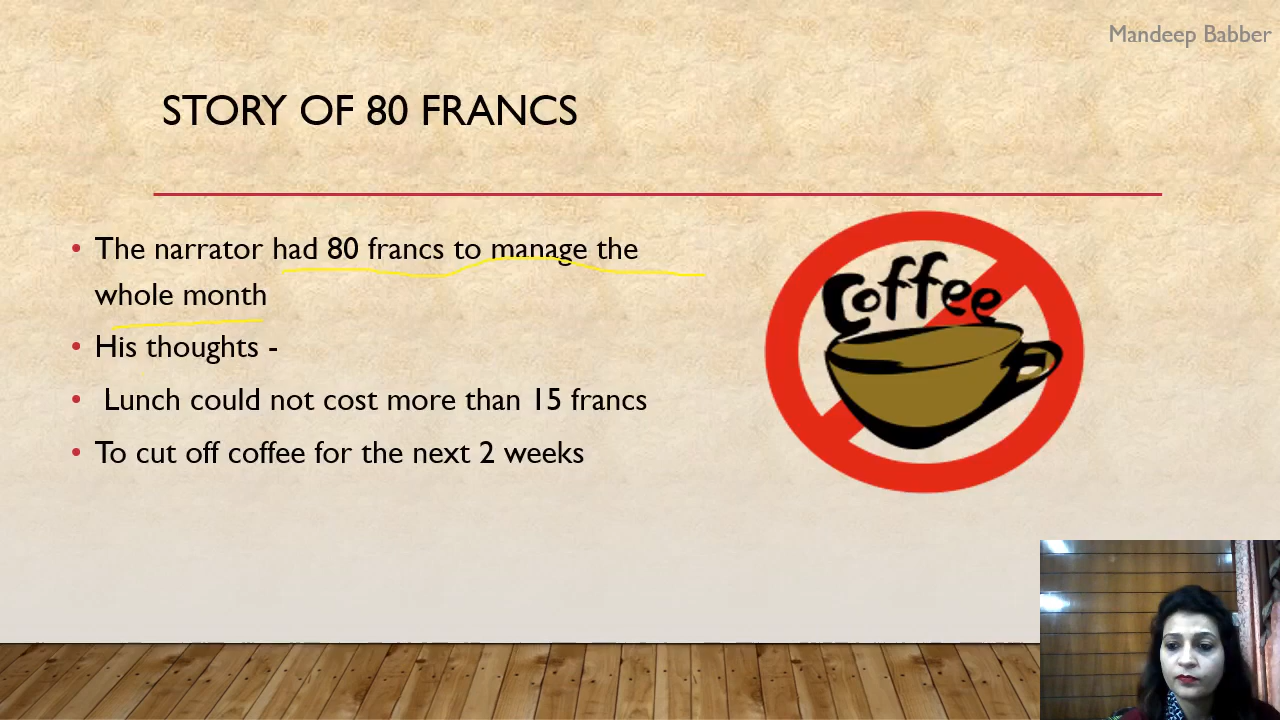 Mandeep Babber
STORY OF 80 FRANCS
• The narrator had 80 francs to manage the
whole month
• His thoughts -
• Lunch could not cost more than 15 francs
• To cut off coffee for the next 2 weeks
Coffee